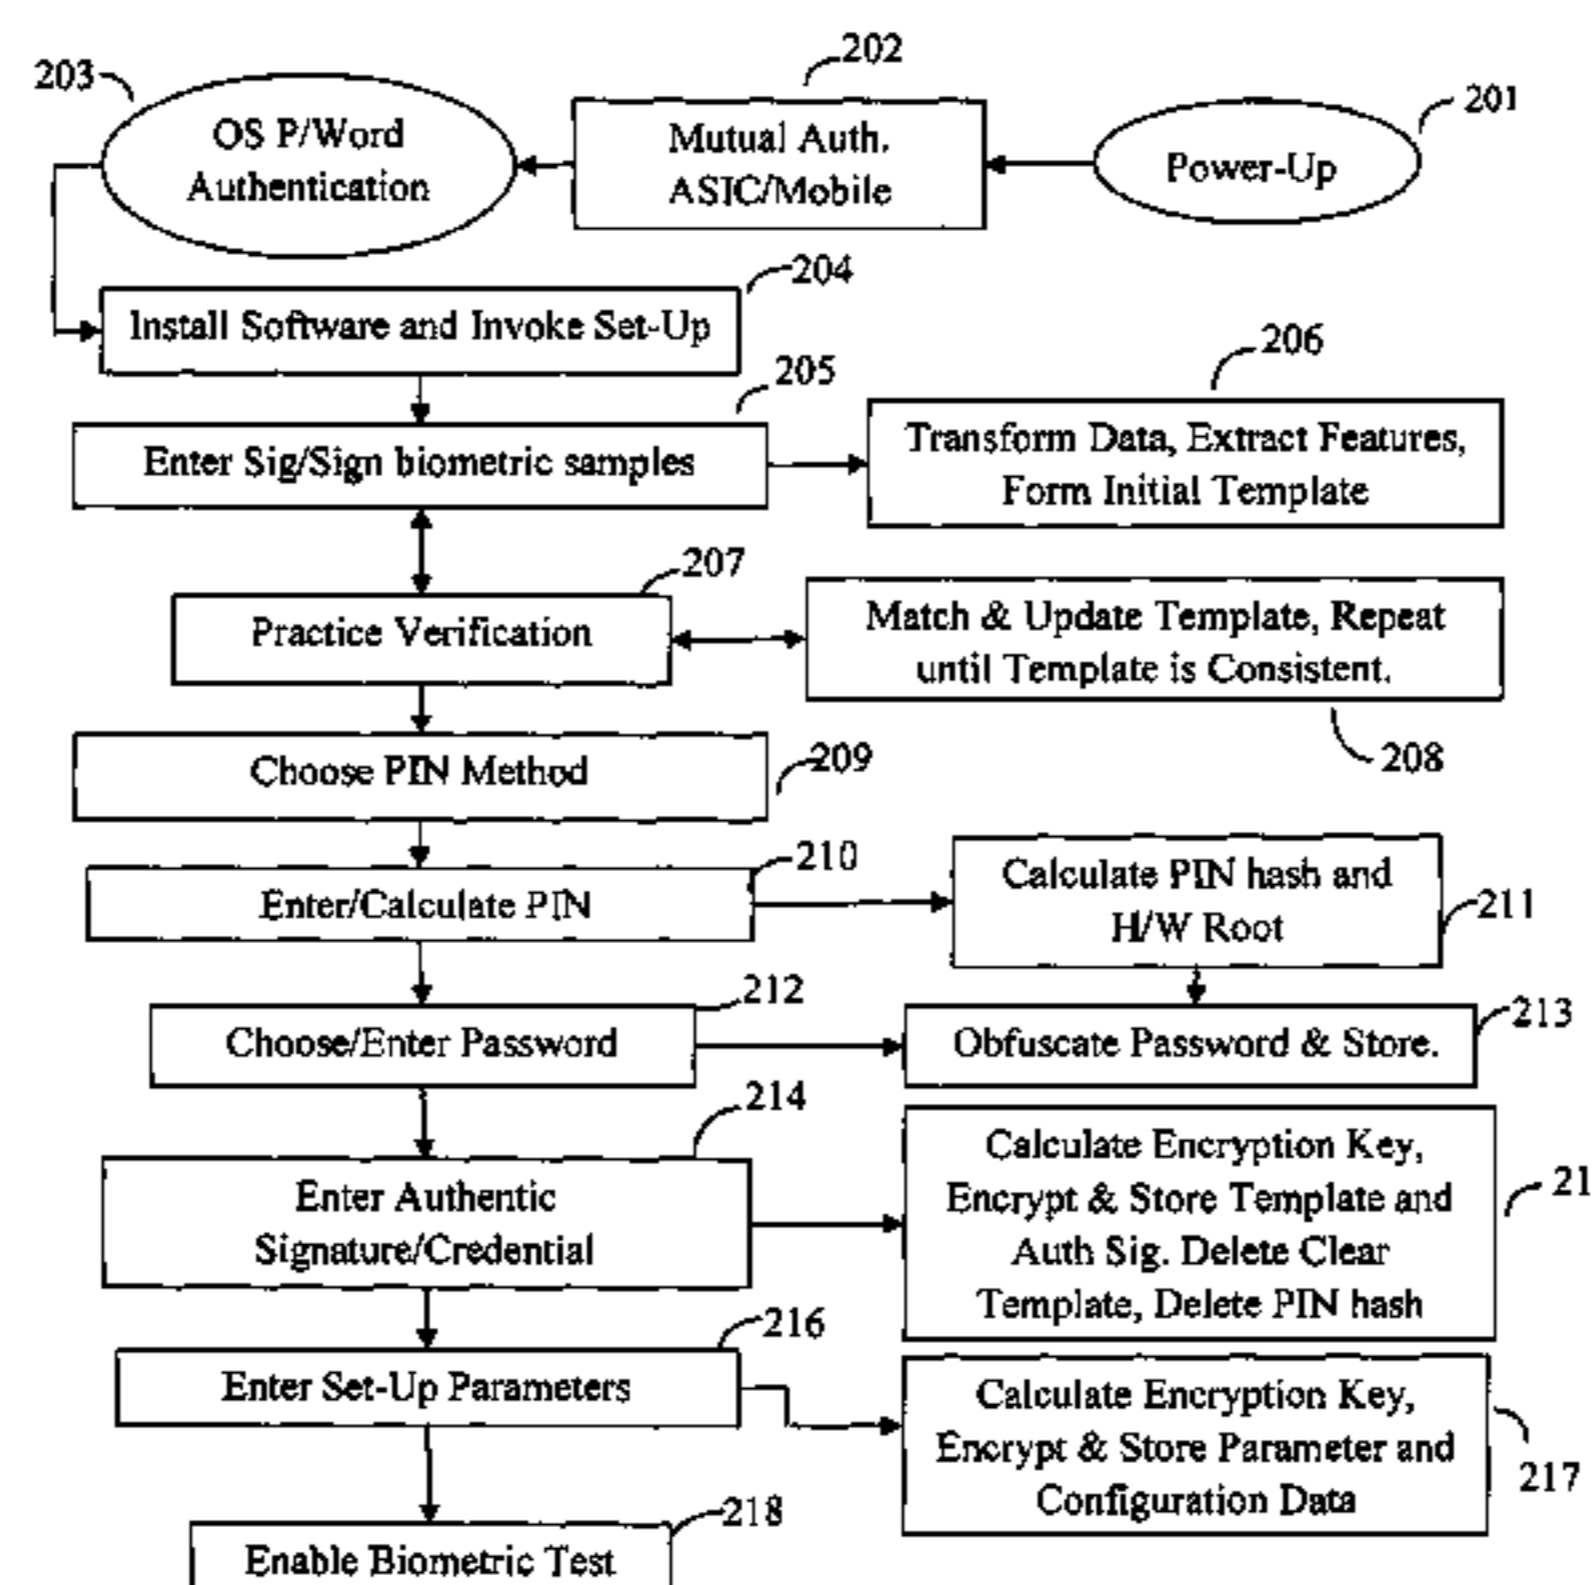 202
203
201
OS P/Word
Authentication
Mutual Auth.
ASIC/Mobile
Power-Up
204
Install Software and Invoke Set-Up
205
206
Enter Sig/Sign biometric samples
Transform Data, Extract Features,
Form Initial Template
207
Practice Verification
Match & Update Template, Repeat
until Template is Consistent.
208
Choose PIN Method
209
210
Enter/Calculate PIN
Calculate PIN hash and
H/W Root
211
212
Choose/Enter Password
Obfuscate Password & Store.
213
214
Enter Authentic
Signature/Credential
Calculate Encryption Key,
Encrypt & Store Template and
Auth Sig. Delete Clear
Template, Delete PIN hash
21
216
Enter Set-Up Parameters
Calculate Encryption Key,
Encrypt & Store Parameter and
Configuration Data
217
218
Enable Biometric Test